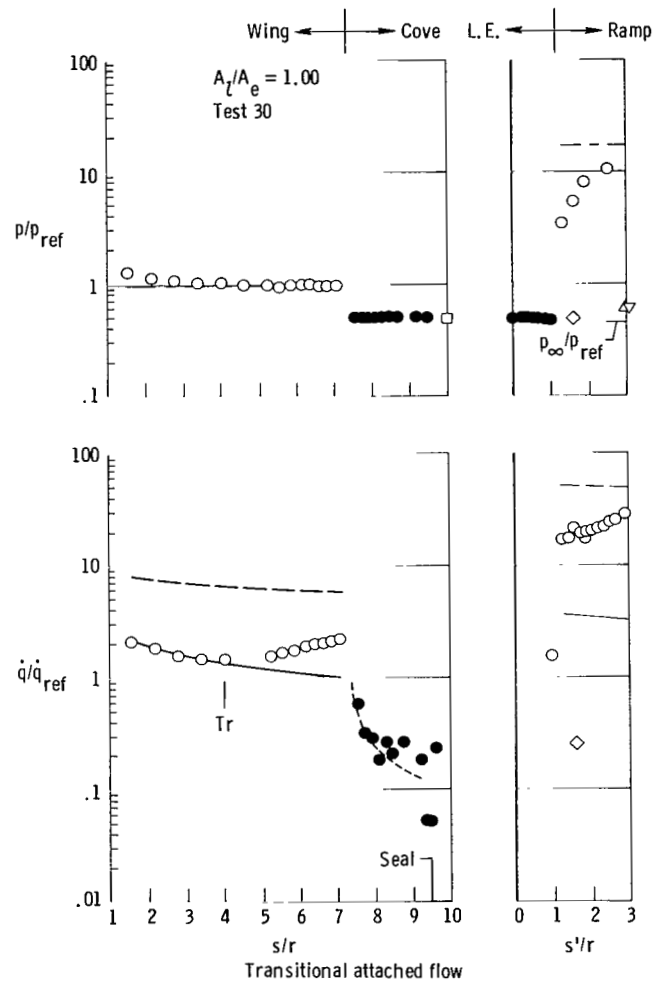 Wing Cove L. E. Ramp
100
A_l/A_e = 1.00
Test 30
10
p/p_ref
1
p_∞/p_ref
.1
100
10
q̇/q̇_ref
1
Tr
.1
Seal
.01
1 2 3 4 5 6 7 8 9 10 0 1 2 3
s/r s'/r
Transitional attached flow